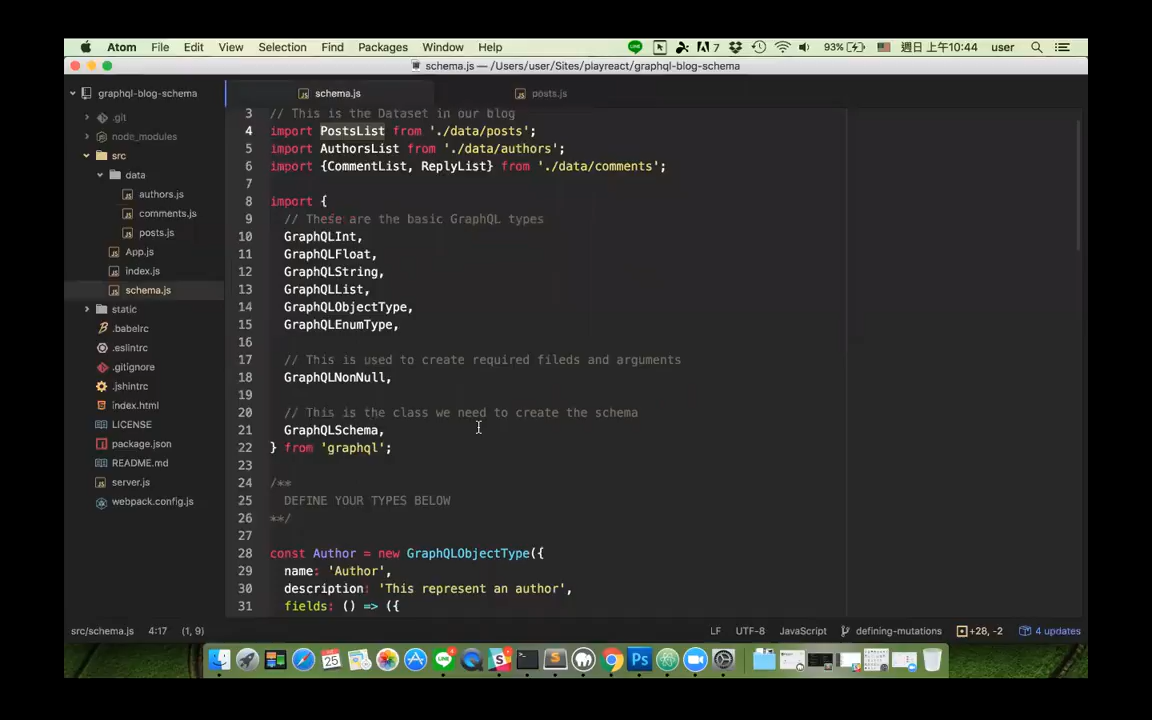 Atom File Edit View Selection Find Packages Window Help 7 93% 週日 上午10:44 user
schema.js — /Users/user/Sites/playreact/graphql-blog-schema
graphql-blog-schema
.git
node_modules
src
data
authors.js
comments.js
posts.js
App.js
index.js
schema.js
static
.babelrc
.eslintrc
.gitignore
.jshintrc
index.html
LICENSE
package.json
README.md
server.js
webpack.config.js
schema.js posts.js
3 // This is the Dataset in our blog
4 import PostsList from './data/posts';
5 import AuthorsList from './data/authors';
6 import {CommentList, ReplyList} from './data/comments';
7
8 import {
9 // These are the basic GraphQL types
10 GraphQLInt,
11 GraphQLFloat,
12 GraphQLString,
13 GraphQLList,
14 GraphQLObjectType,
15 GraphQLEnumType,
16
17 // This is used to create required fileds and arguments
18 GraphQLNonNull,
19
20 // This is the class we need to create the schema
21 GraphQLSchema,
22 } from 'graphql';
23
24 /**
25 DEFINE YOUR TYPES BELOW
26 **/
27
28 const Author = new GraphQLObjectType({
29 name: 'Author',
30 description: 'This represent an author',
31 fields: () => ({
src/schema.js 4:17 (1, 9) LF UTF-8 JavaScript defining-mutations +28, -2 4 updates